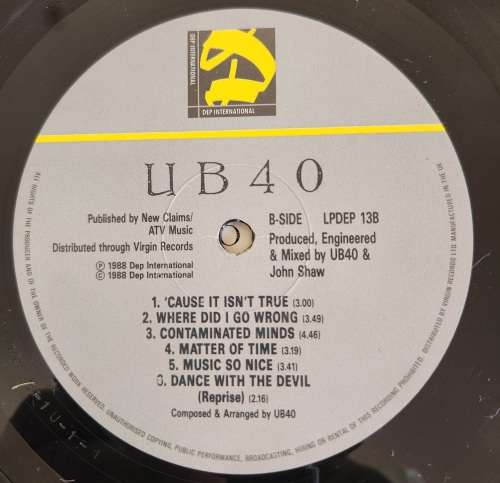 DEP INTERNATIONAL
DEP INTERNATIONAL
UB40
Published by New Claims/
ATV Music
Distributed through Virgin Records
Ⓟ 1988 Dep International
© 1988 Dep International
B-SIDE LPDEP 13B
Produced, Engineered
& Mixed by UB40 &
John Shaw
1. 'CAUSE IT ISN'T TRUE (3.00)
2. WHERE DID I GO WRONG (3.49)
3. CONTAMINATED MINDS (4.46)
4. MATTER OF TIME (3.19)
5. MUSIC SO NICE (3.41)
6. DANCE WITH THE DEVIL
(Reprise) (2.16)
Composed & Arranged by UB40
ALL RIGHTS OF THE PRODUCER AND OF THE OWNER OF THE RECORDED WORK RESERVED. UNAUTHORISED COPYING, PUBLIC PERFORMANCE, BROADCASTING, HIRING OR RENTAL OF THIS RECORDING PROHIBITED. DISTRIBUTED BY VIRGIN RECORDS LTD. MANUFACTURED IN THE UK